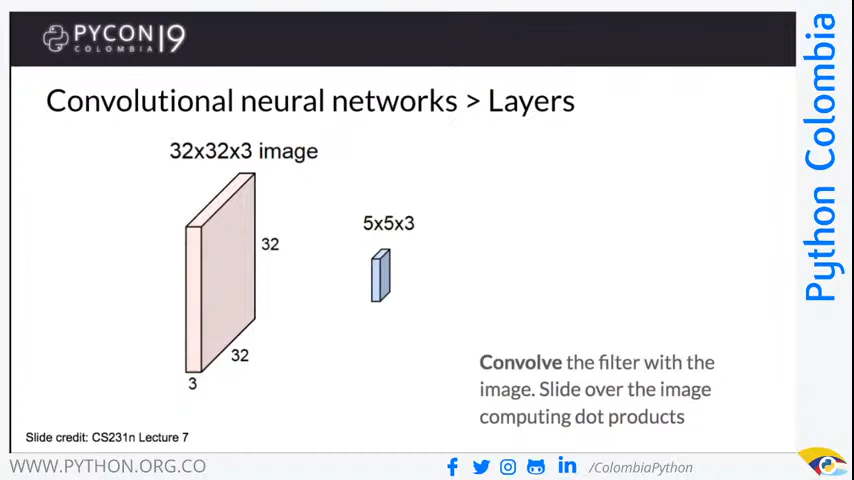 PYCON 19
COLOMBIA
Convolutional neural networks > Layers
32x32x3 image
5x5x3
32
32
3
Convolve the filter with the
image. Slide over the image
computing dot products
Slide credit: CS231n Lecture 7
WWW.PYTHON.ORG.CO
/ColombiaPython
Python Colombia